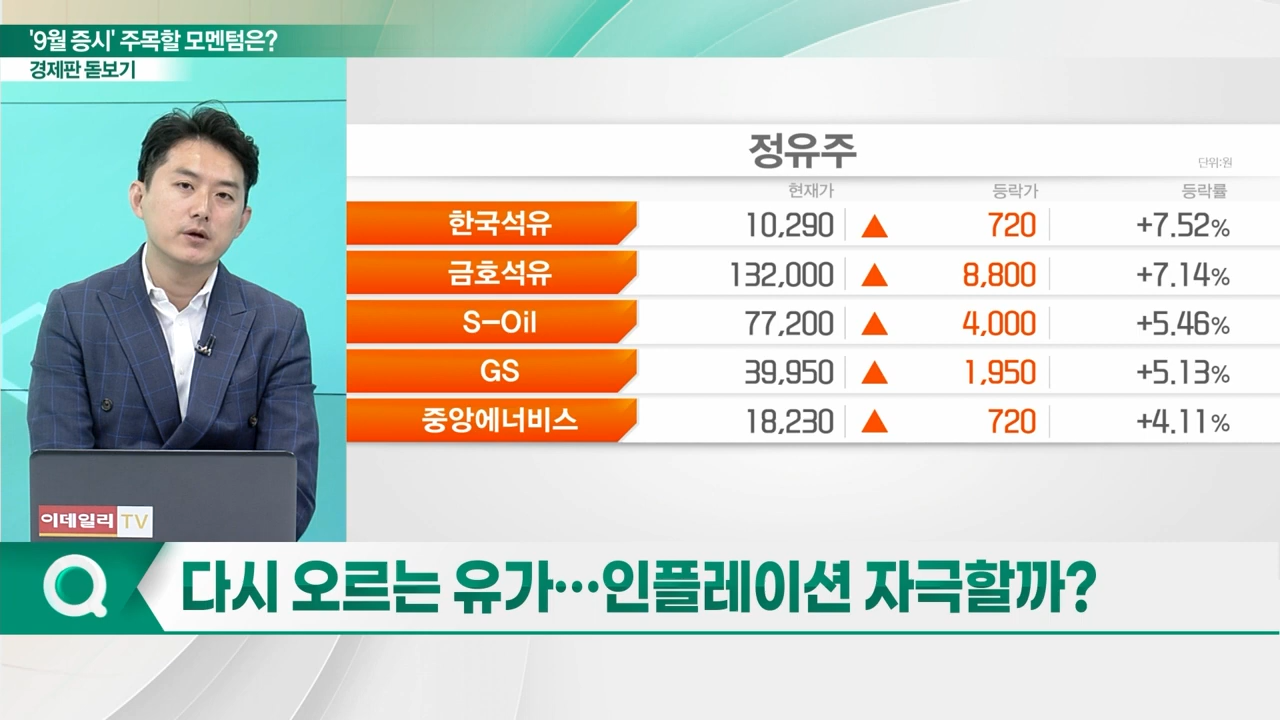 '9월 증시' 주목할 모멘텀은?
경제판 돋보기
정유주
단위:원
현재가 등락가 등락률
한국석유 10,290 ▲ 720 +7.52%
금호석유 132,000 ▲ 8,800 +7.14%
S-Oil 77,200 ▲ 4,000 +5.46%
GS 39,950 ▲ 1,950 +5.13%
중앙에너비스 18,230 ▲ 720 +4.11%
이데일리 TV
다시 오르는 유가…인플레이션 자극할까?